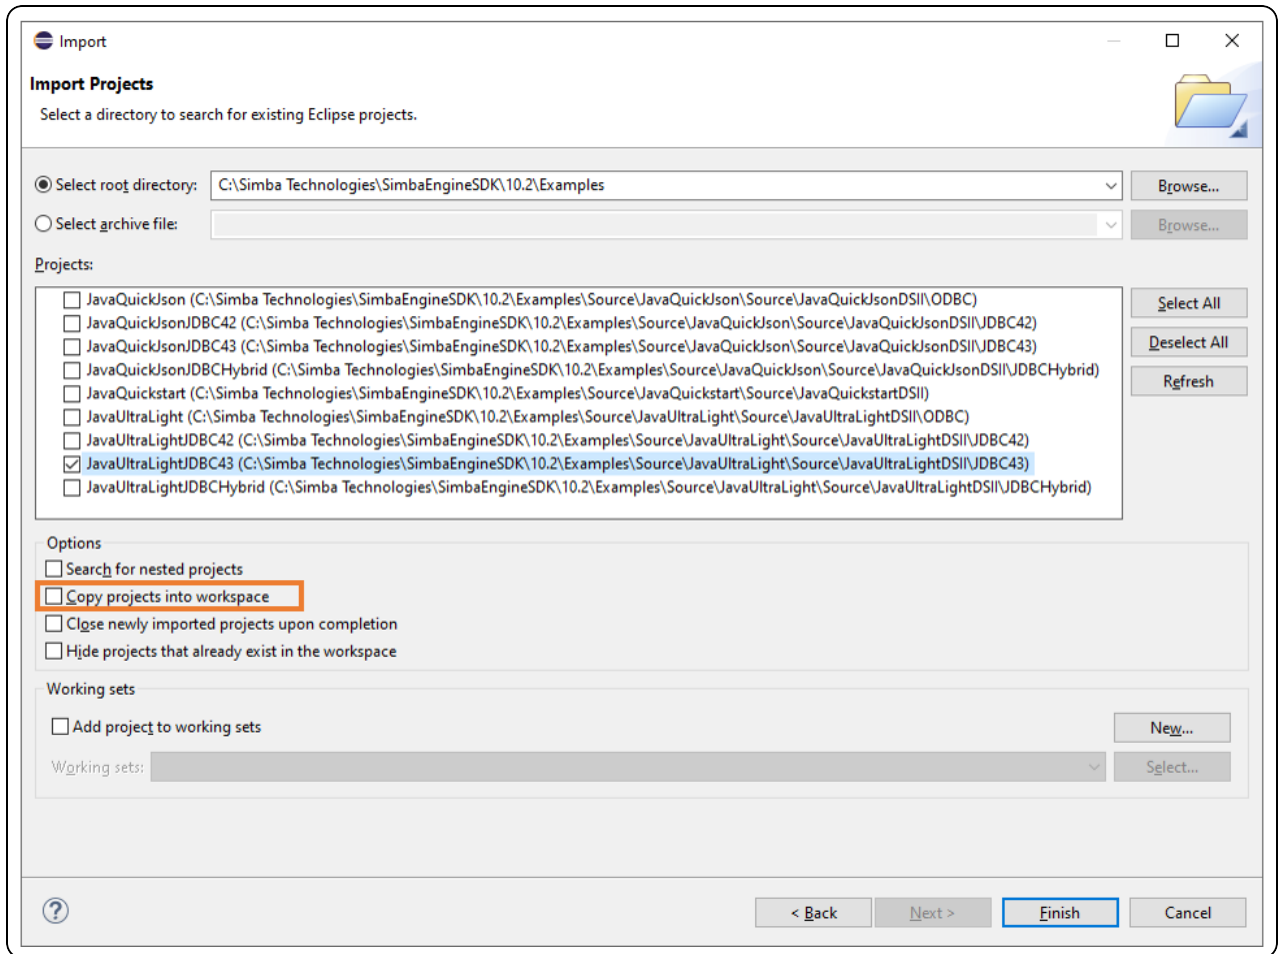 Import
Import Projects
Select a directory to search for existing Eclipse projects.
Select root directory: C:\Simba Technologies\SimbaEngineSDK\10.2\Examples Browse...
Select archive file: Browse...
Projects:
JavaQuickJson (C:\Simba Technologies\SimbaEngineSDK\10.2\Examples\Source\JavaQuickJson\Source\JavaQuickJsonDSII\ODBC)
JavaQuickJsonJDBC42 (C:\Simba Technologies\SimbaEngineSDK\10.2\Examples\Source\JavaQuickJson\Source\JavaQuickJsonDSII\JDBC42)
JavaQuickJsonJDBC43 (C:\Simba Technologies\SimbaEngineSDK\10.2\Examples\Source\JavaQuickJson\Source\JavaQuickJsonDSII\JDBC43)
JavaQuickJsonJDBCHybrid (C:\Simba Technologies\SimbaEngineSDK\10.2\Examples\Source\JavaQuickJson\Source\JavaQuickJsonDSII\JDBCHybrid)
JavaQuickstart (C:\Simba Technologies\SimbaEngineSDK\10.2\Examples\Source\JavaQuickstart\Source\JavaQuickstartDSII)
JavaUltraLight (C:\Simba Technologies\SimbaEngineSDK\10.2\Examples\Source\JavaUltraLight\Source\JavaUltraLightDSII\ODBC)
JavaUltraLightJDBC42 (C:\Simba Technologies\SimbaEngineSDK\10.2\Examples\Source\JavaUltraLight\Source\JavaUltraLightDSII\JDBC42)
JavaUltraLightJDBC43 (C:\Simba Technologies\SimbaEngineSDK\10.2\Examples\Source\JavaUltraLight\Source\JavaUltraLightDSII\JDBC43)
JavaUltraLightJDBCHybrid (C:\Simba Technologies\SimbaEngineSDK\10.2\Examples\Source\JavaUltraLight\Source\JavaUltraLightDSII\JDBCHybrid)
Select All
Deselect All
Refresh
Options
Search for nested projects
Copy projects into workspace
Close newly imported projects upon completion
Hide projects that already exist in the workspace
Working sets
Add project to working sets New...
Working sets: Select...
? < Back Next > Finish Cancel